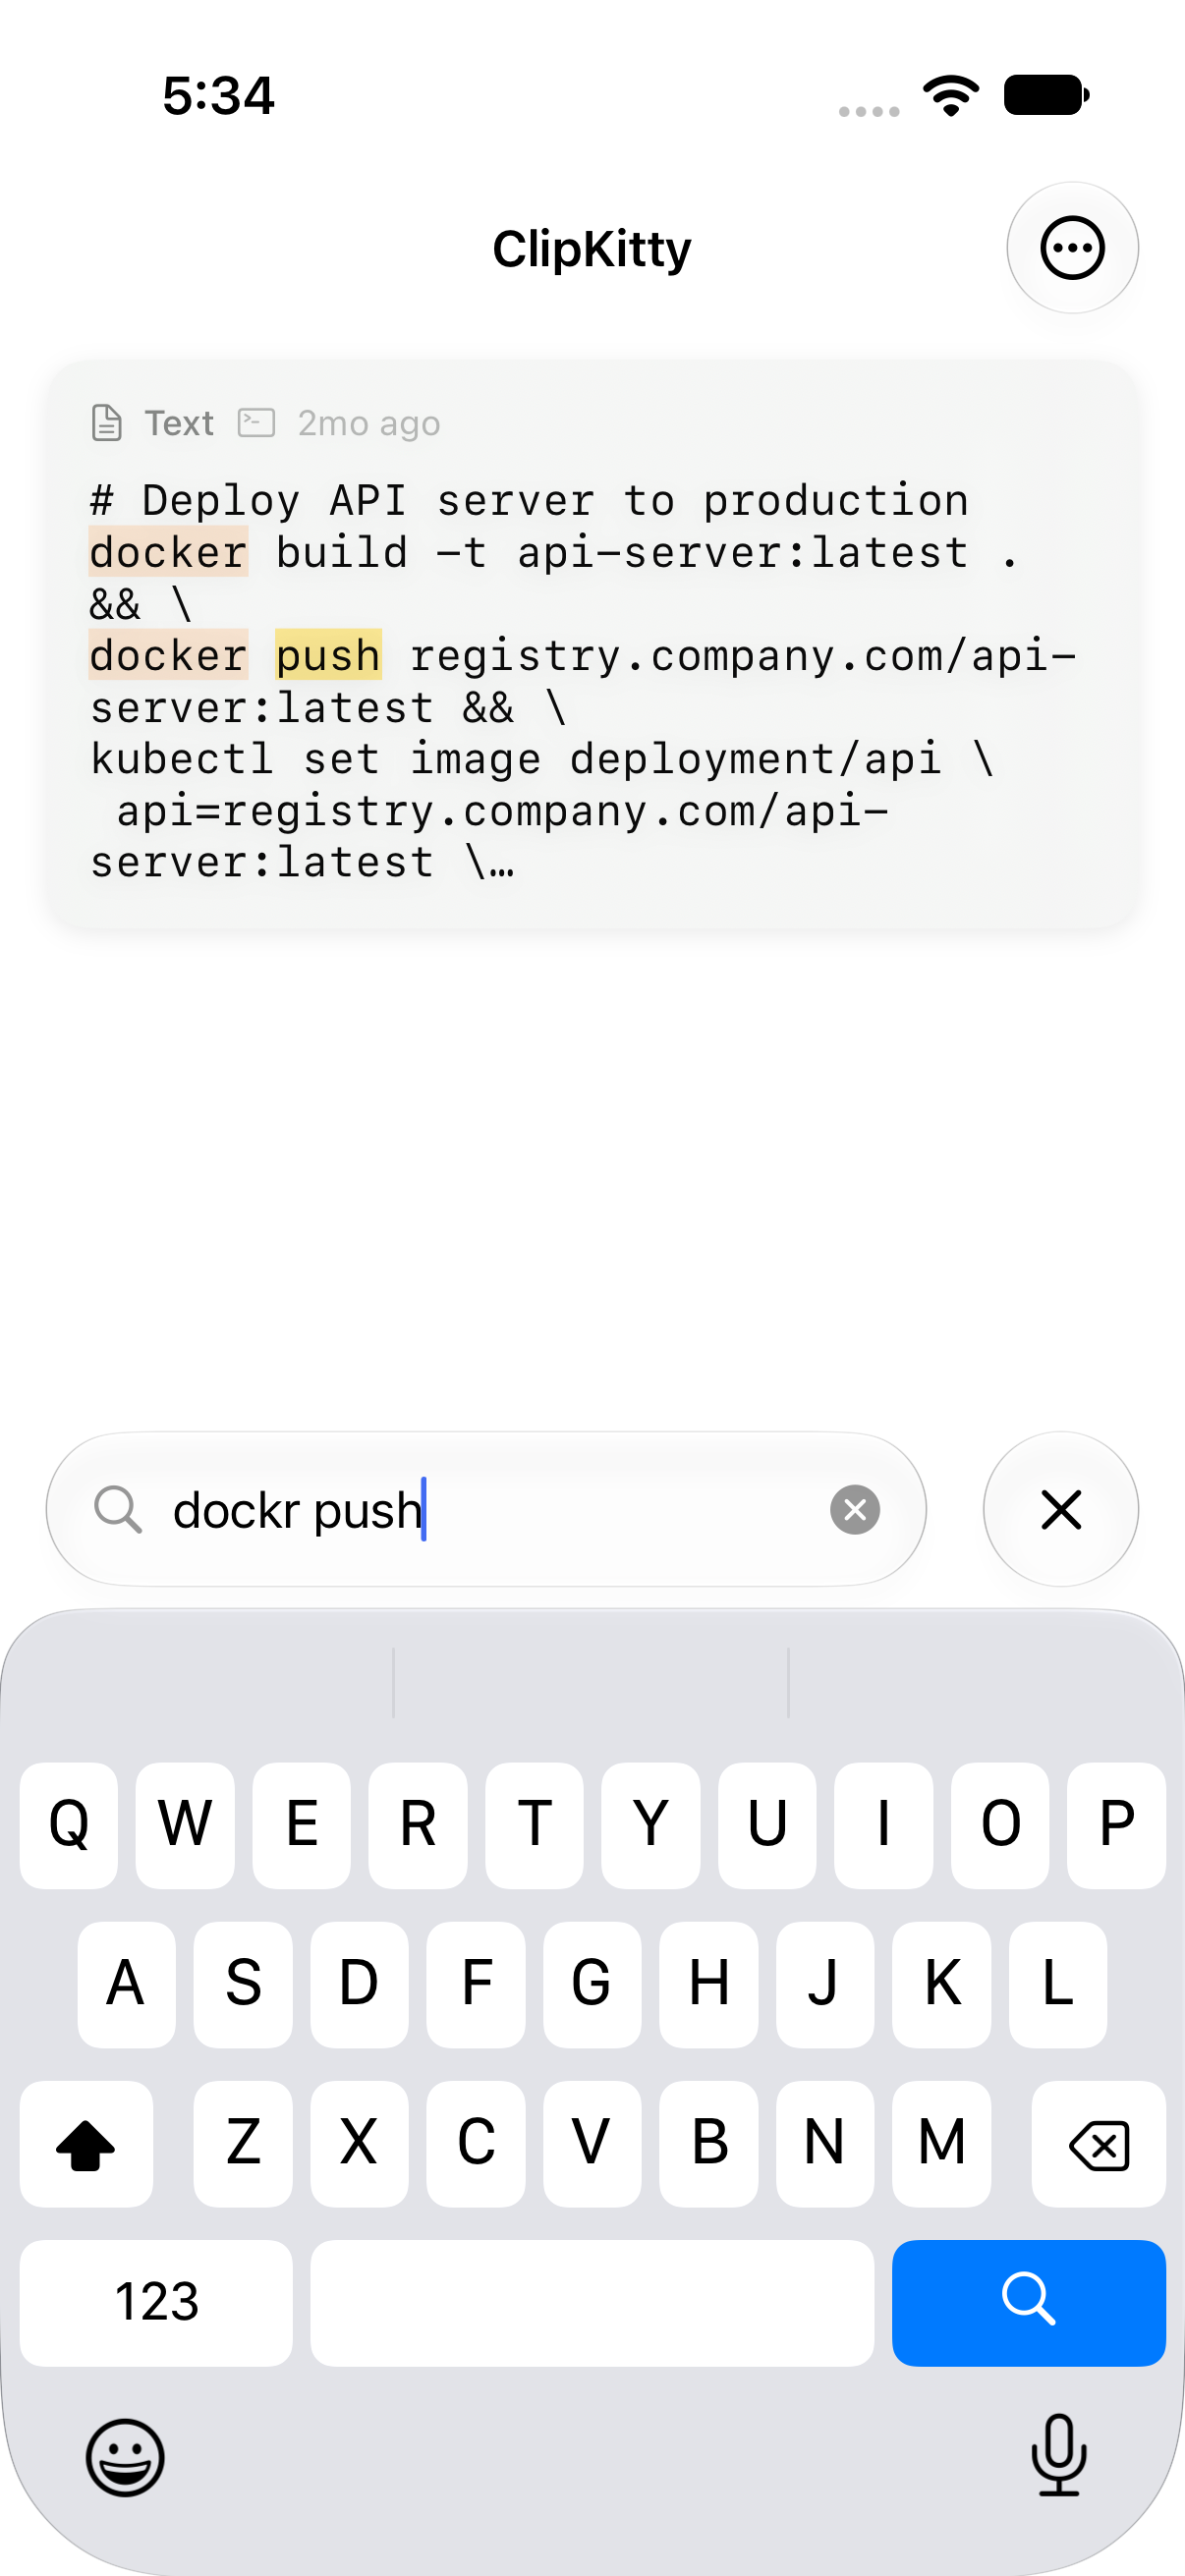 5:34
ClipKitty
Text 2mo ago
# Deploy API server to production
docker build -t api-server:latest .
&& \
docker push registry.company.com/api-
server:latest && \
kubectl set image deployment/api \
api=registry.company.com/api-
server:latest \…
dockr push
Q W E R T Y U I O P
A S D F G H J K L
Z X C V B N M
123